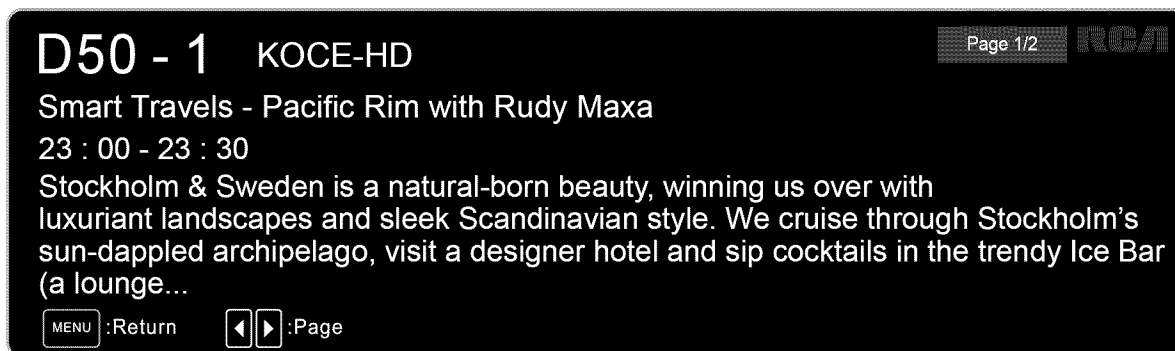 D50 - 1 KOCE-HD Page 1/2 RCA
Smart Travels - Pacific Rim with Rudy Maxa
23 : 00 - 23 : 30
Stockholm & Sweden is a natural-born beauty, winning us over with
luxuriant landscapes and sleek Scandinavian style. We cruise through Stockholm's
sun-dappled archipelago, visit a designer hotel and sip cocktails in the trendy Ice Bar
(a lounge...
MENU :Return :Page